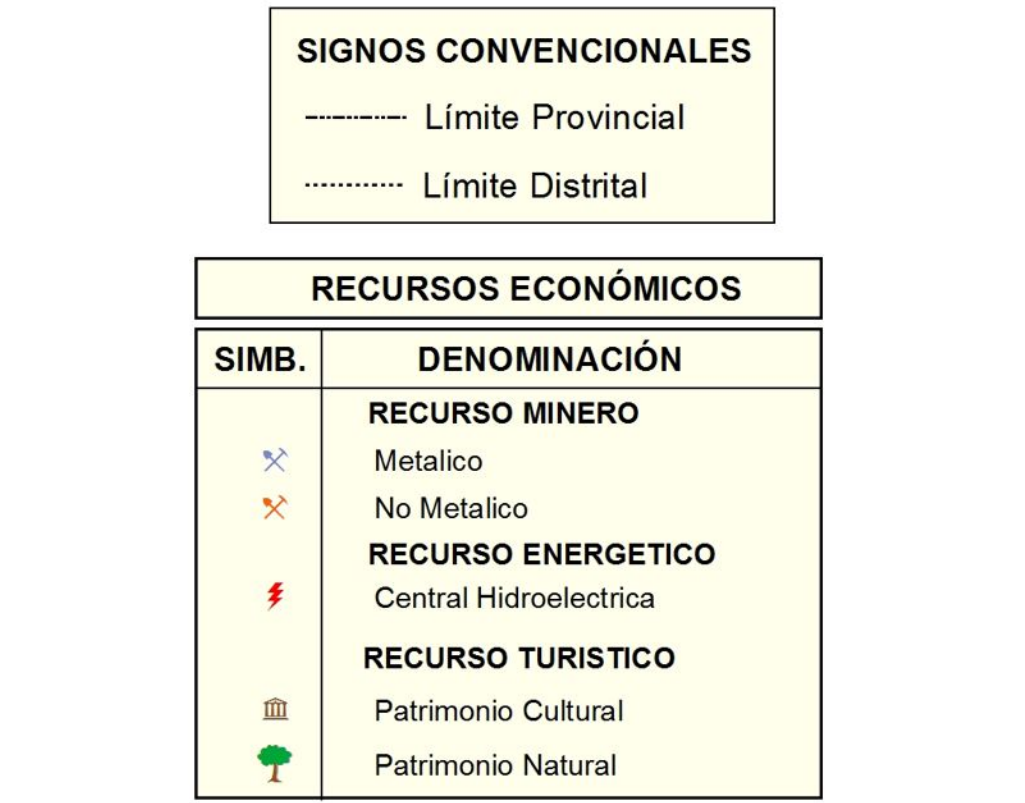 SIGNOS CONVENCIONALES
Límite Provincial
Límite Distrital
RECURSOS ECONÓMICOS
SIMB. DENOMINACIÓN
RECURSO MINERO
Metalico
No Metalico
RECURSO ENERGETICO
Central Hidroelectrica
RECURSO TURISTICO
Patrimonio Cultural
Patrimonio Natural